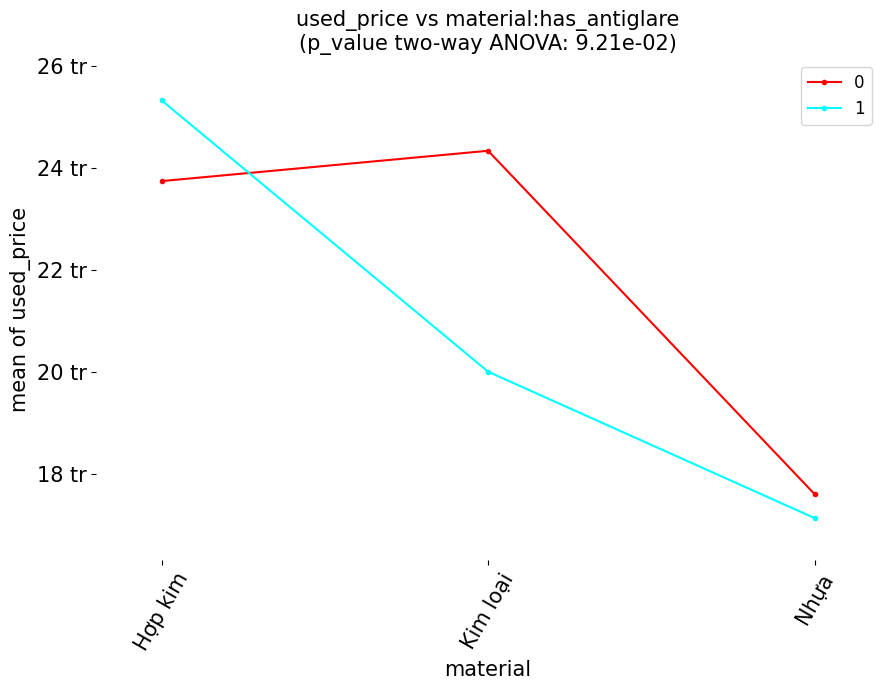 used_price vs material:has_antiglare
(p_value two-way ANOVA: 9.21e-02)
26 tr
24 tr
22 tr
20 tr
18 tr
mean of used_price
0
1
Hợp kim
Kim loại
Nhựa
material